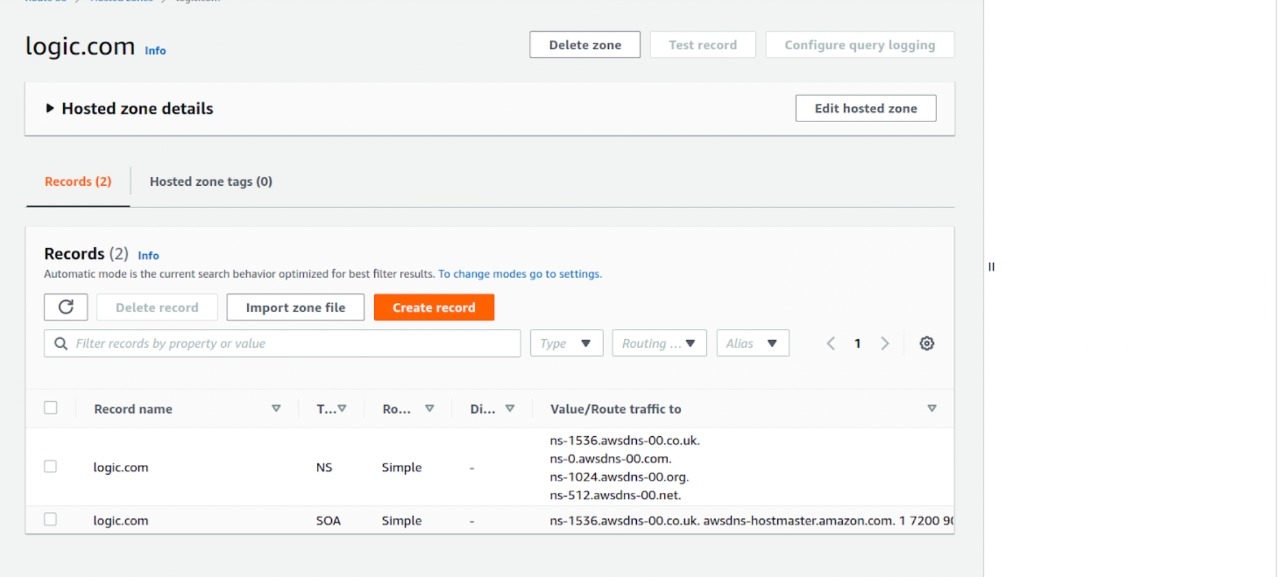 logic.com Info
Delete zone Test record Configure query logging
Hosted zone details
Edit hosted zone
Records (2) Hosted zone tags (0)
Records (2) Info
Automatic mode is the current search behavior optimized for best filter results. To change modes go to settings.
Delete record Import zone file Create record
Filter records by property or value Type Routing ... Alias 1
Record name T... Ro... Di... Value/Route traffic to
ns-1536.awsdns-00.co.uk.
ns-0.awsdns-00.com.
logic.com NS Simple -
ns-1024.awsdns-00.org.
ns-512.awsdns-00.net.
logic.com SOA Simple - ns-1536.awsdns-00.co.uk. awsdns-hostmaster.amazon.com. 1 7200